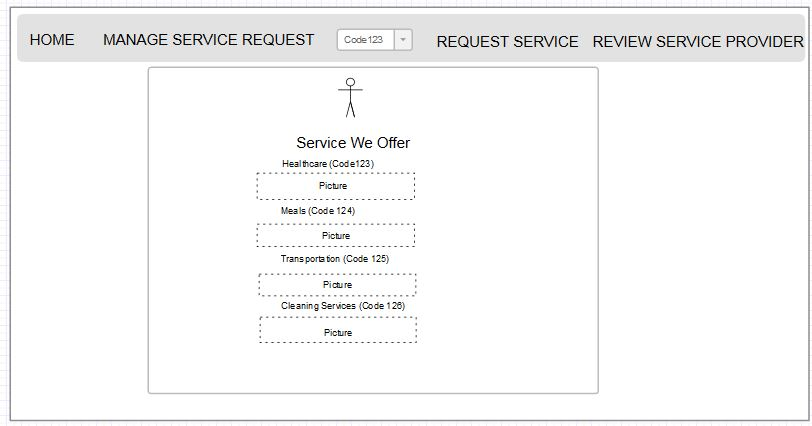 HOME MANAGE SERVICE REQUEST Code123 REQUEST SERVICE REVIEW SERVICE PROVIDER
Service We Offer
Healthcare (Code123)
Picture
Meals (Code 124)
Picture
Transportation (Code 125)
Picture
Cleaning Services (Code 126)
Picture